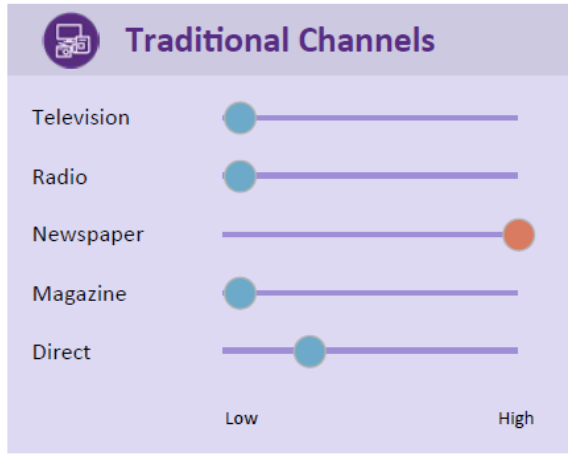 Traditional Channels
Television
Radio
Newspaper
Magazine
Direct
Low High